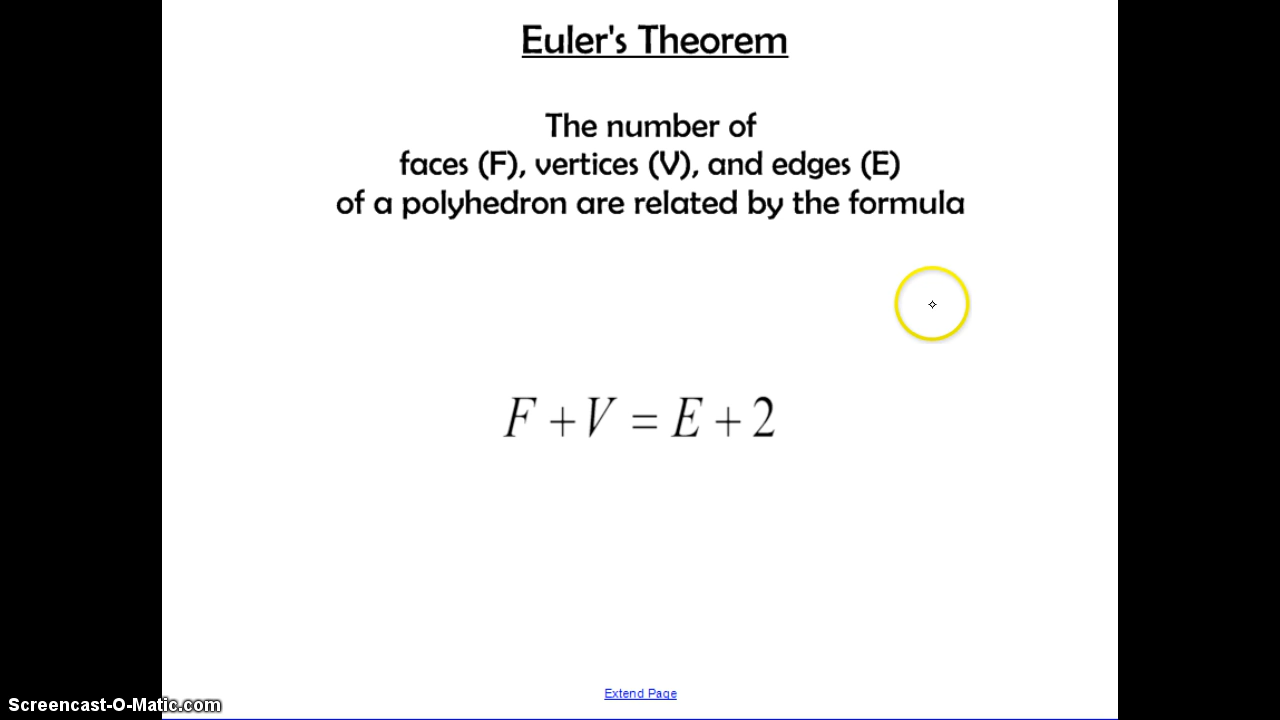 Euler's Theorem
The number of
faces (F), vertices (V), and edges (E)
of a polyhedron are related by the formula
F + V = E + 2
Extend Page
Screencast-O-Matic.com